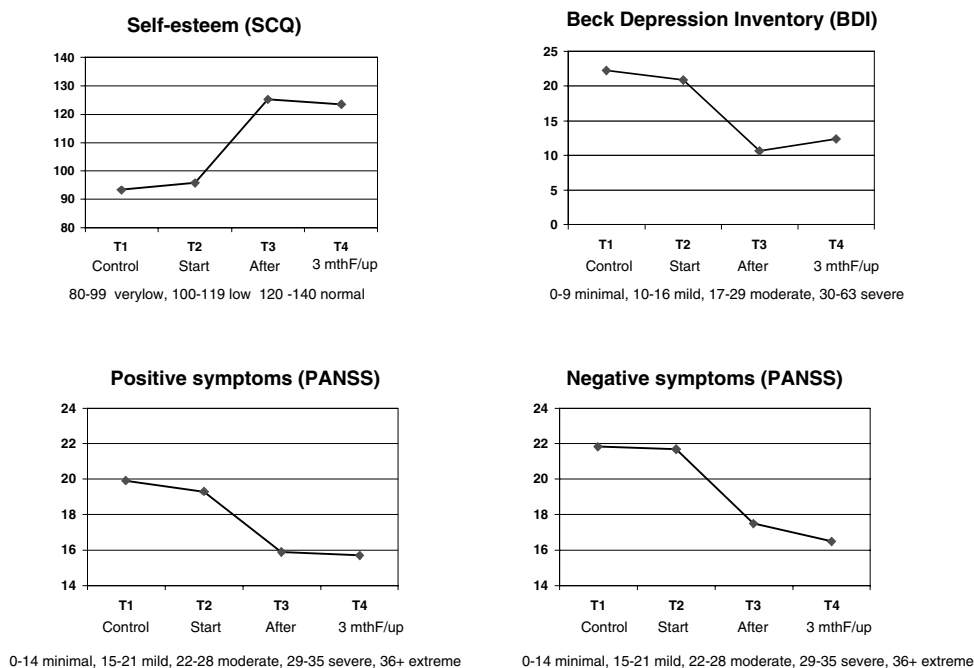 Self-esteem (SCQ)
140
130
120
110
100
90
80
T1 T2 T3 T4
Control Start After 3 mthF/up
80-99 verylow, 100-119 low 120 -140 normal
Beck Depression Inventory (BDI)
25
20
15
10
5
0
T1 T2 T3 T4
Control Start After 3 mthF/up
0-9 minimal, 10-16 mild, 17-29 moderate, 30-63 severe
Positive symptoms (PANSS)
24
22
20
18
16
14
T1 T2 T3 T4
Control Start After 3 mthF/up
0-14 minimal, 15-21 mild, 22-28 moderate, 29-35 severe, 36+ extreme
Negative symptoms (PANSS)
24
22
20
18
16
14
T1 T2 T3 T4
Control Start After 3 mthF/up
0-14 minimal, 15-21 mild, 22-28 moderate, 29-35 severe, 36+ extreme